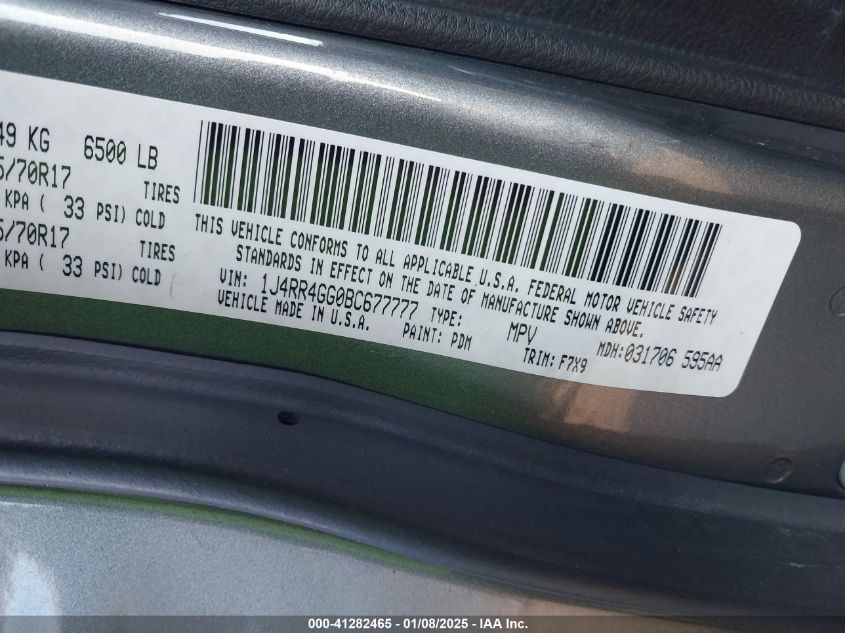 49 KG 6500 LB
5/70R17 TIRES
KPA ( 33 PSI) COLD
5/70R17 TIRES
KPA ( 33 PSI) COLD
THIS VEHICLE CONFORMS TO ALL APPLICABLE U.S.A. FEDERAL MOTOR VEHICLE SAFETY
STANDARDS IN EFFECT ON THE DATE OF MANUFACTURE SHOWN ABOVE.
VIN: 1J4RR4GG0BC677777 TYPE: MPV MDH:031706 595AA
VEHICLE MADE IN U.S.A. PAINT: PDM TRIM: F7X9
000-41282465 - 01/08/2025 - IAA Inc.